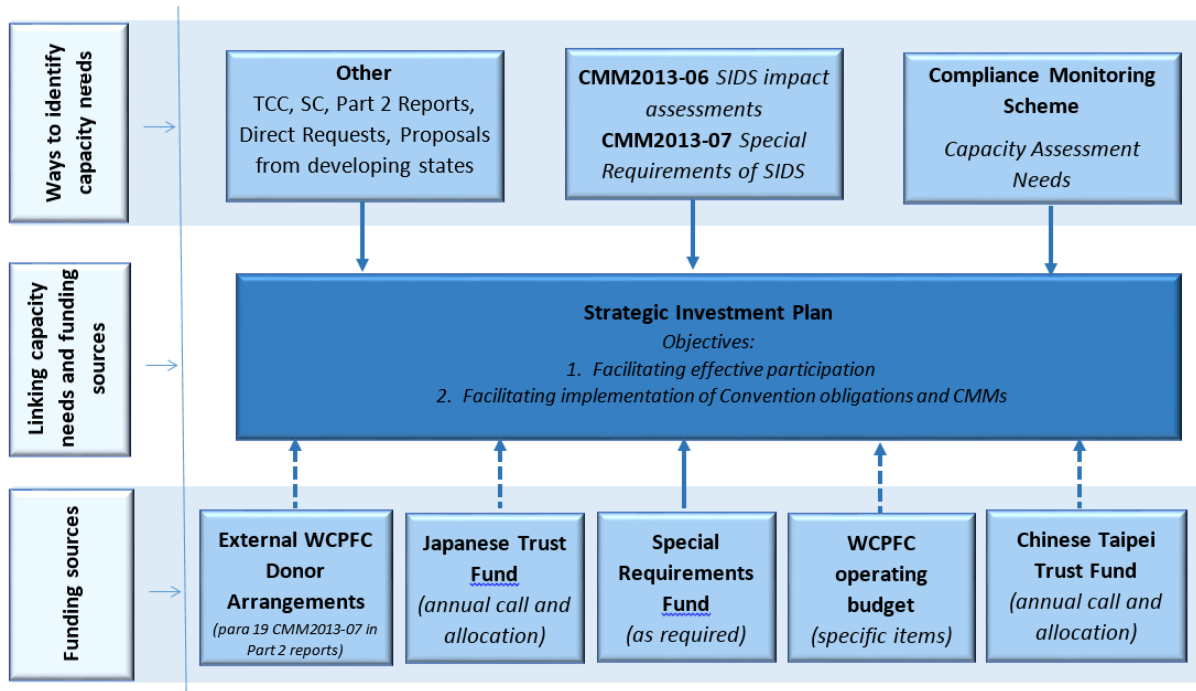 Ways to identify
capacity needs
Other
TCC, SC, Part 2 Reports,
Direct Requests, Proposals
from developing states
CMM2013-06 SIDS impact
assessments
CMM2013-07 Special
Requirements of SIDS
Compliance Monitoring
Scheme
Capacity Assessment
Needs
Linking capacity
needs and funding
sources
Strategic Investment Plan
Objectives:
1. Facilitating effective participation
2. Facilitating implementation of Convention obligations and CMMs
Funding sources
External WCPFC
Donor
Arrangements
(para 19 CMM2013-07 in
Part 2 reports)
Japanese Trust
Fund
(annual call and
allocation)
Special
Requirements
Fund
(as required)
WCPFC
operating
budget
(specific items)
Chinese Taipei
Trust Fund
(annual call and
allocation)